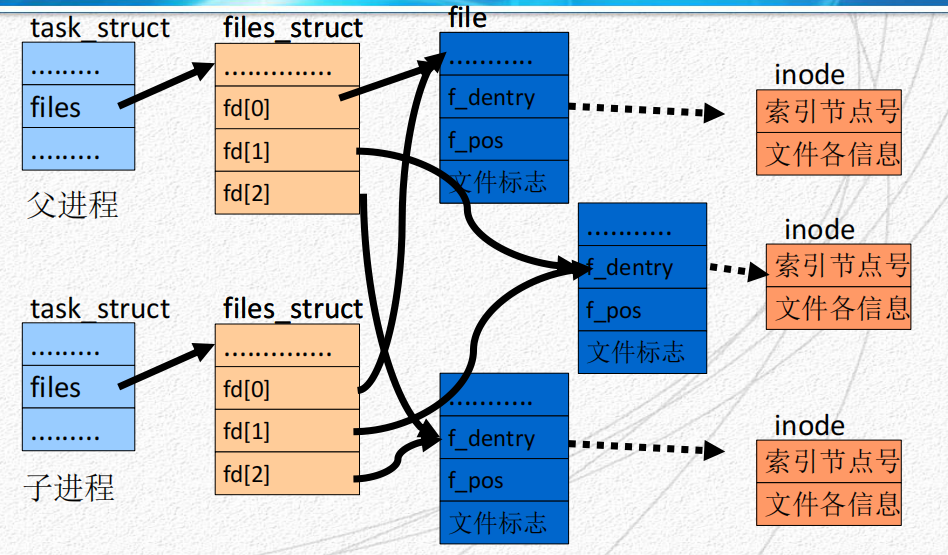 task_struct
.........
files
.........
父进程
files_struct
.............
fd[0]
fd[1]
fd[2]
file
...........
f_dentry
f_pos
文件标志
inode
索引节点号
文件各信息
...........
f_dentry
f_pos
文件标志
inode
索引节点号
文件各信息
task_struct
.........
files
.........
子进程
files_struct
.............
fd[0]
fd[1]
fd[2]
...........
f_dentry
f_pos
文件标志
inode
索引节点号
文件各信息